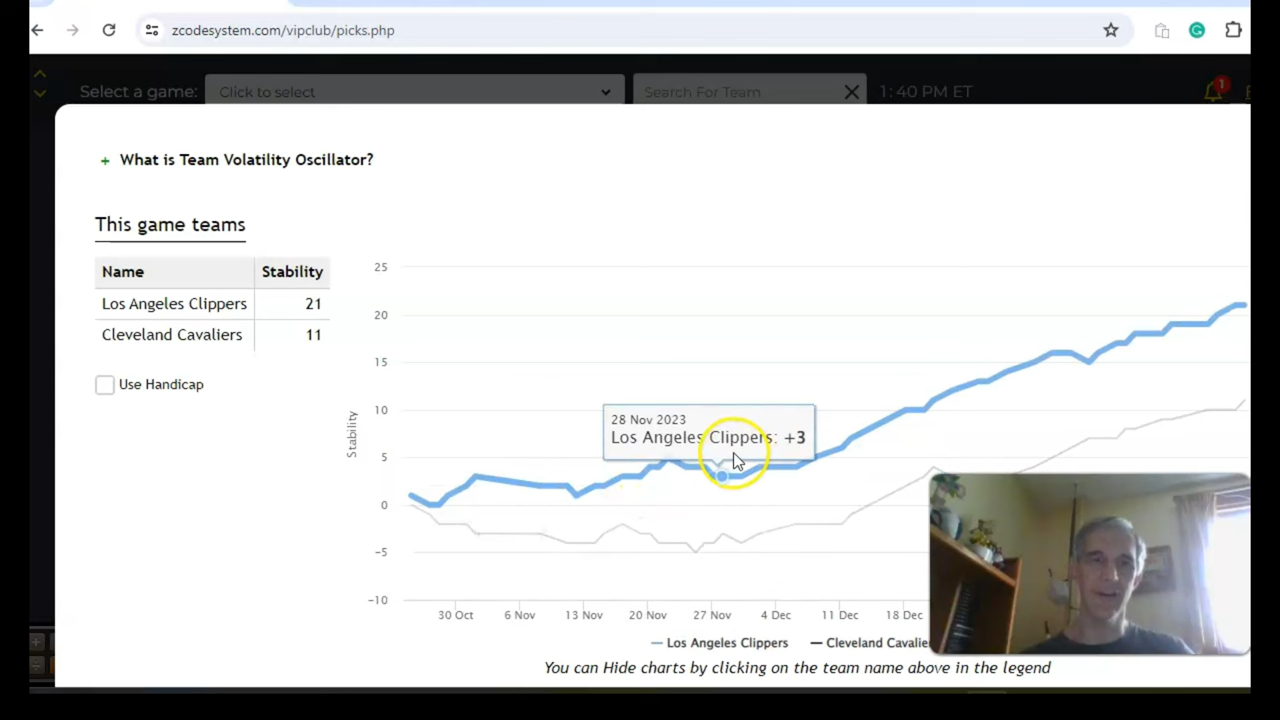 zcodesystem.com/vipclub/picks.php
Select a game: Click to select Search For Team 1:40 PM ET 1
+ What is Team Volatility Oscillator?
This game teams
Name Stability
Los Angeles Clippers 21
Cleveland Cavaliers 11
Use Handicap
25
20
15
10
5
0
−5
−10
Stability
28 Nov 2023
Los Angeles Clippers: +3
30 Oct 6 Nov 13 Nov 20 Nov 27 Nov 4 Dec 11 Dec 18 Dec
Los Angeles Clippers Cleveland Cavalie
You can Hide charts by clicking on the team name above in the legend